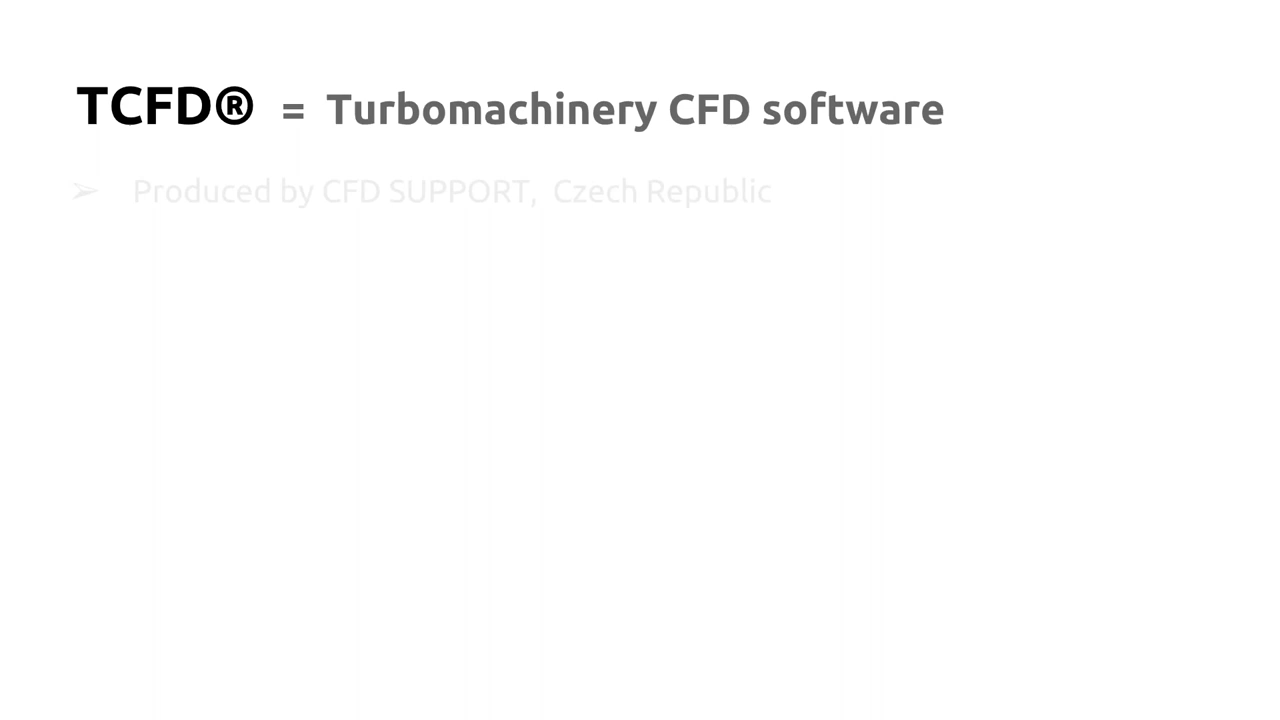 TCFD® = Turbomachinery CFD software
➢ Produced by CFD SUPPORT, Czech Republic